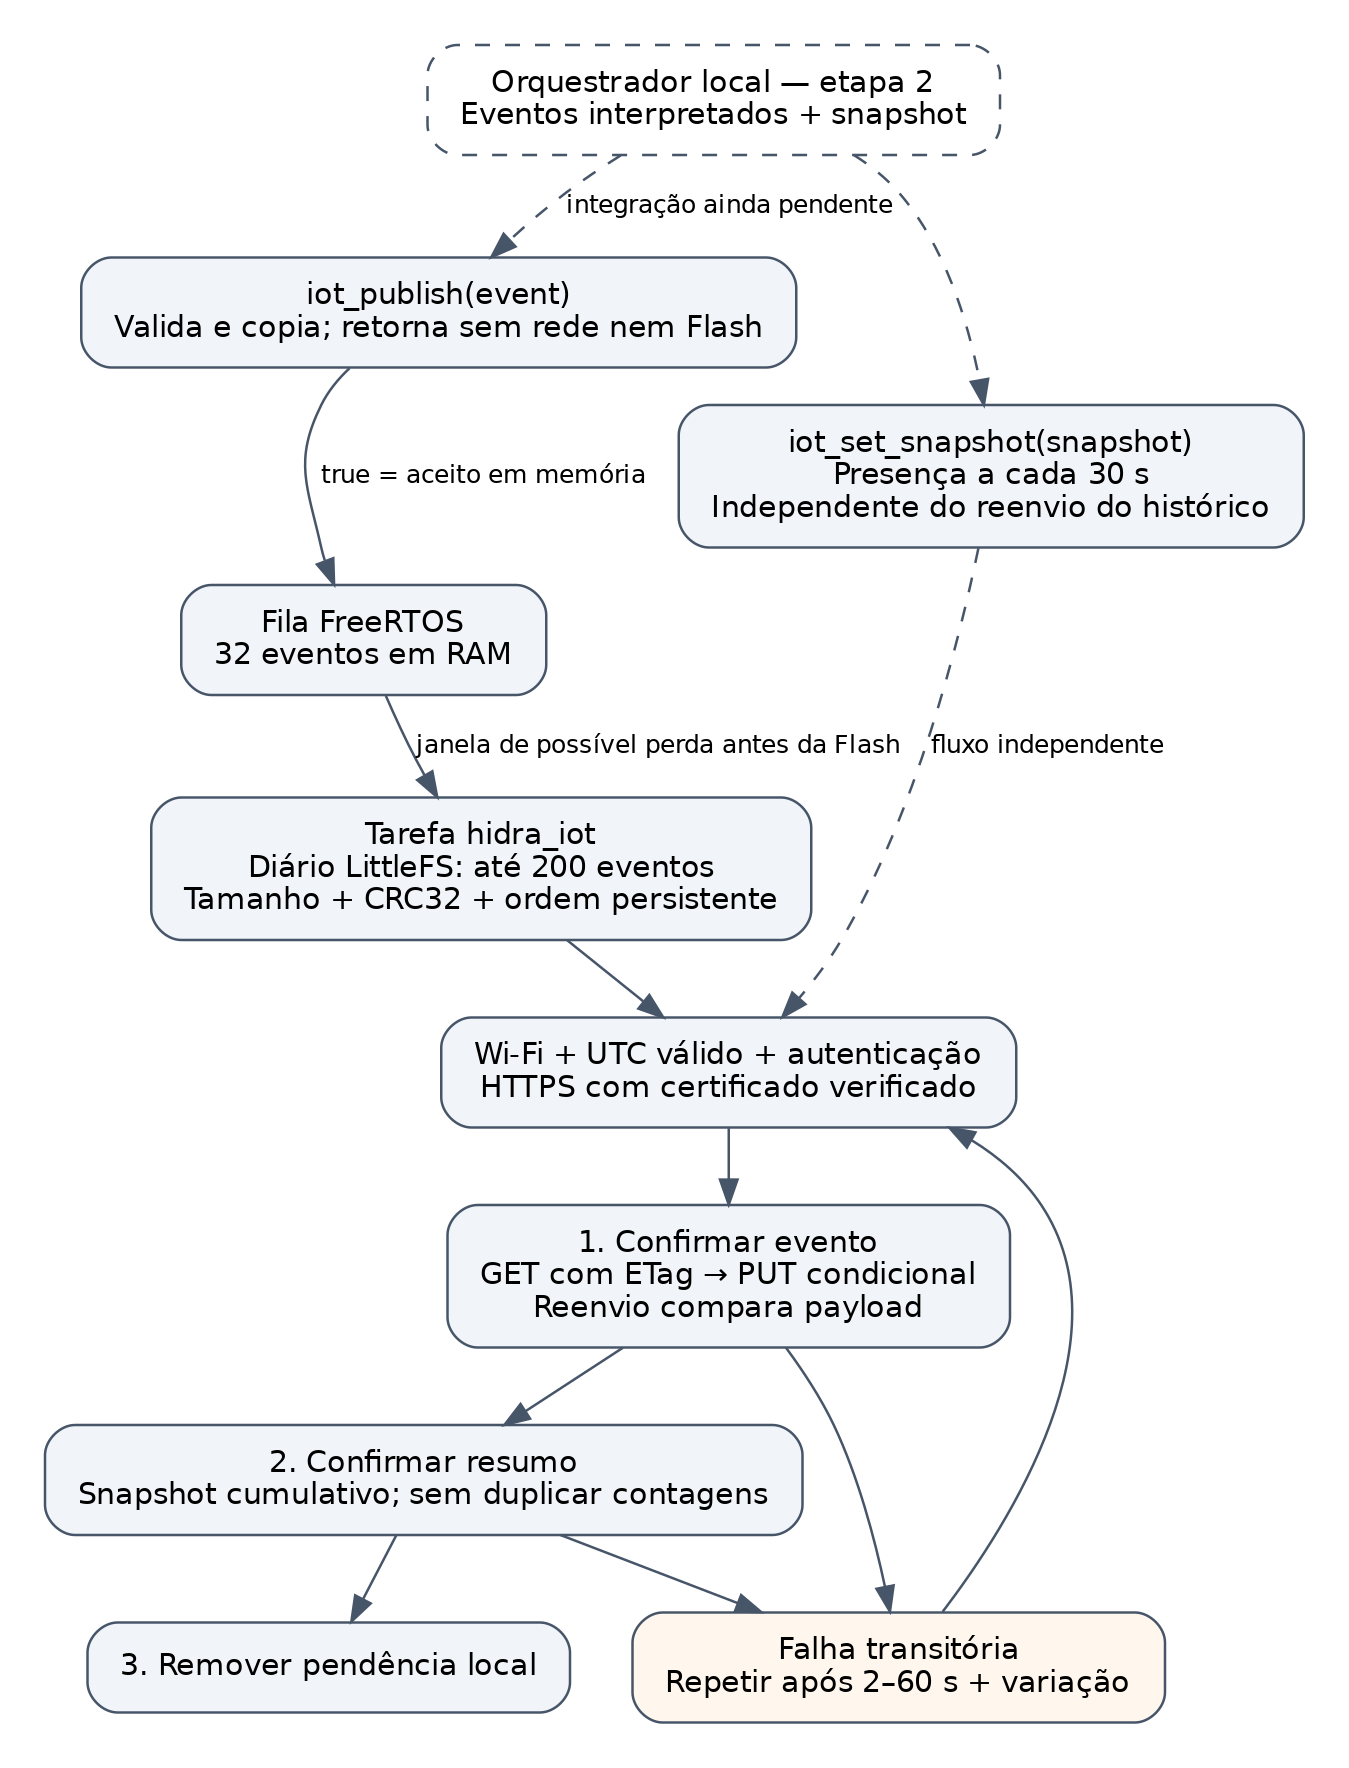 Orquestrador local — etapa 2
Eventos interpretados + snapshot
integração ainda pendente
iot_publish(event)
Valida e copia; retorna sem rede nem Flash
iot_set_snapshot(snapshot)
Presença a cada 30 s
Independente do reenvio do histórico
true = aceito em memória
Fila FreeRTOS
32 eventos em RAM
janela de possível perda antes da Flash
fluxo independente
Tarefa hidra_iot
Diário LittleFS: até 200 eventos
Tamanho + CRC32 + ordem persistente
Wi-Fi + UTC válido + autenticação
HTTPS com certificado verificado
1. Confirmar evento
GET com ETag → PUT condicional
Reenvio compara payload
2. Confirmar resumo
Snapshot cumulativo; sem duplicar contagens
3. Remover pendência local
Falha transitória
Repetir após 2–60 s + variação